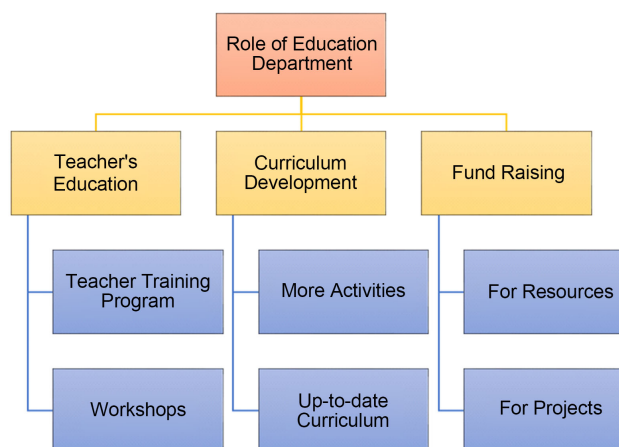 Role of Education
Department
Teacher's
Education
Curriculum
Development
Fund Raising
Teacher Training
Program
More Activities
For Resources
Workshops
Up-to-date
Curriculum
For Projects